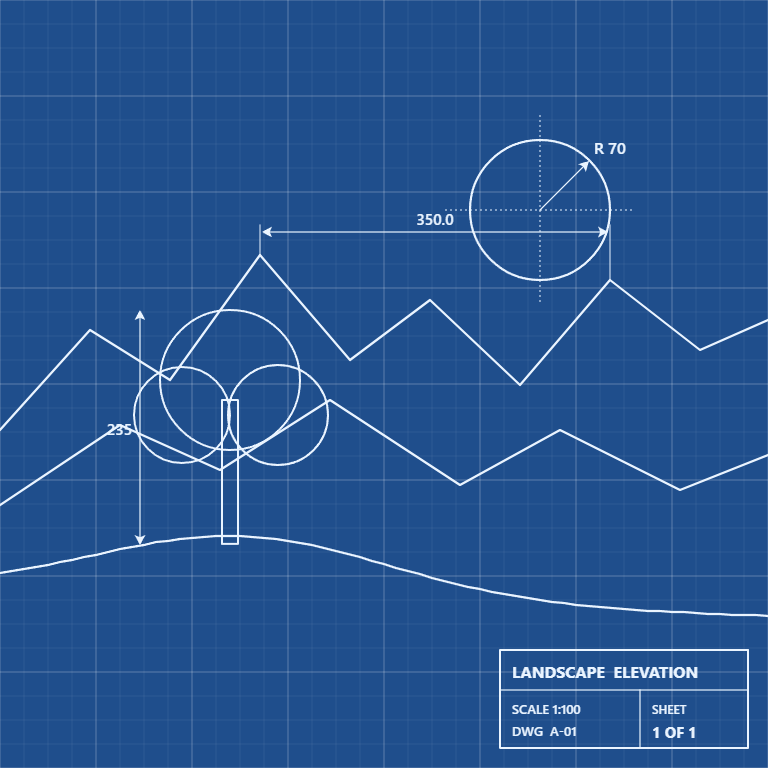 R 70
350.0
235
LANDSCAPE ELEVATION
SCALE 1:100
SHEET
DWG A-01
1 OF 1